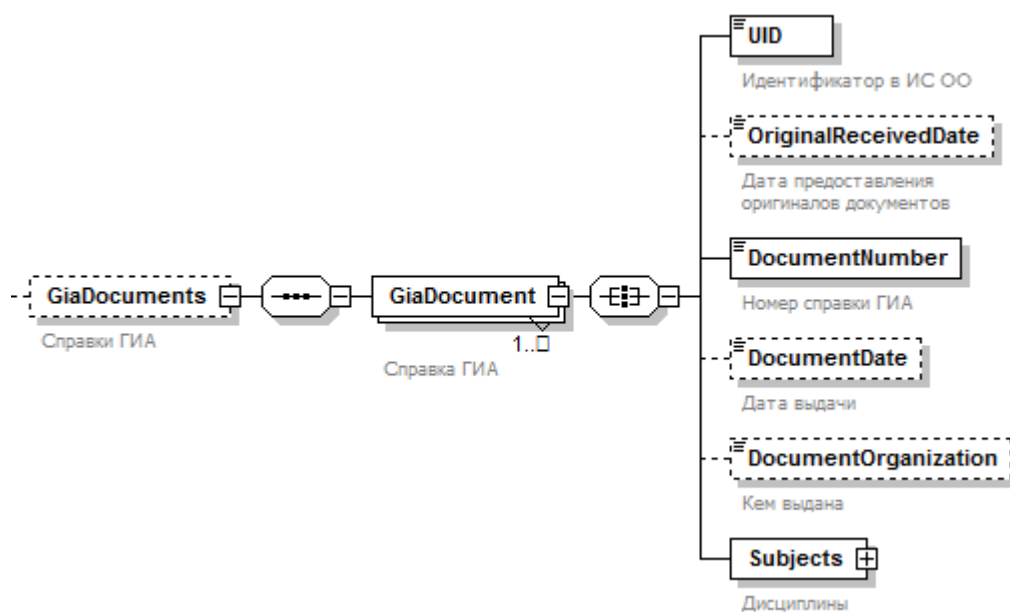 UID
Идентификатор в ИС ОО
OriginalReceivedDate
Дата предоставления
оригиналов документов
DocumentNumber
Номер справки ГИА
GiaDocuments
Справки ГИА
GiaDocument
1..□
Справка ГИА
DocumentDate
Дата выдачи
DocumentOrganization
Кем выдана
Subjects
Дисциплины